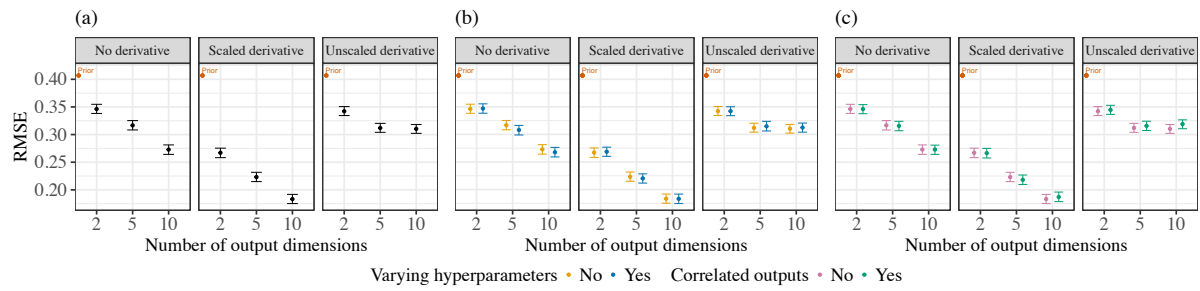 (a)
(b)
(c)
No derivative
Scaled derivative
Unscaled derivative
No derivative
Scaled derivative
Unscaled derivative
No derivative
Scaled derivative
Unscaled derivative
Prior
Prior
Prior
Prior
Prior
Prior
Prior
Prior
Prior
RMSE
0.40
0.35
0.30
0.25
0.20
2 5 10 2 5 10 2 5 10
2 5 10 2 5 10 2 5 10
2 5 10 2 5 10 2 5 10
Number of output dimensions
Number of output dimensions
Number of output dimensions
Varying hyperparameters No Yes Correlated outputs No Yes